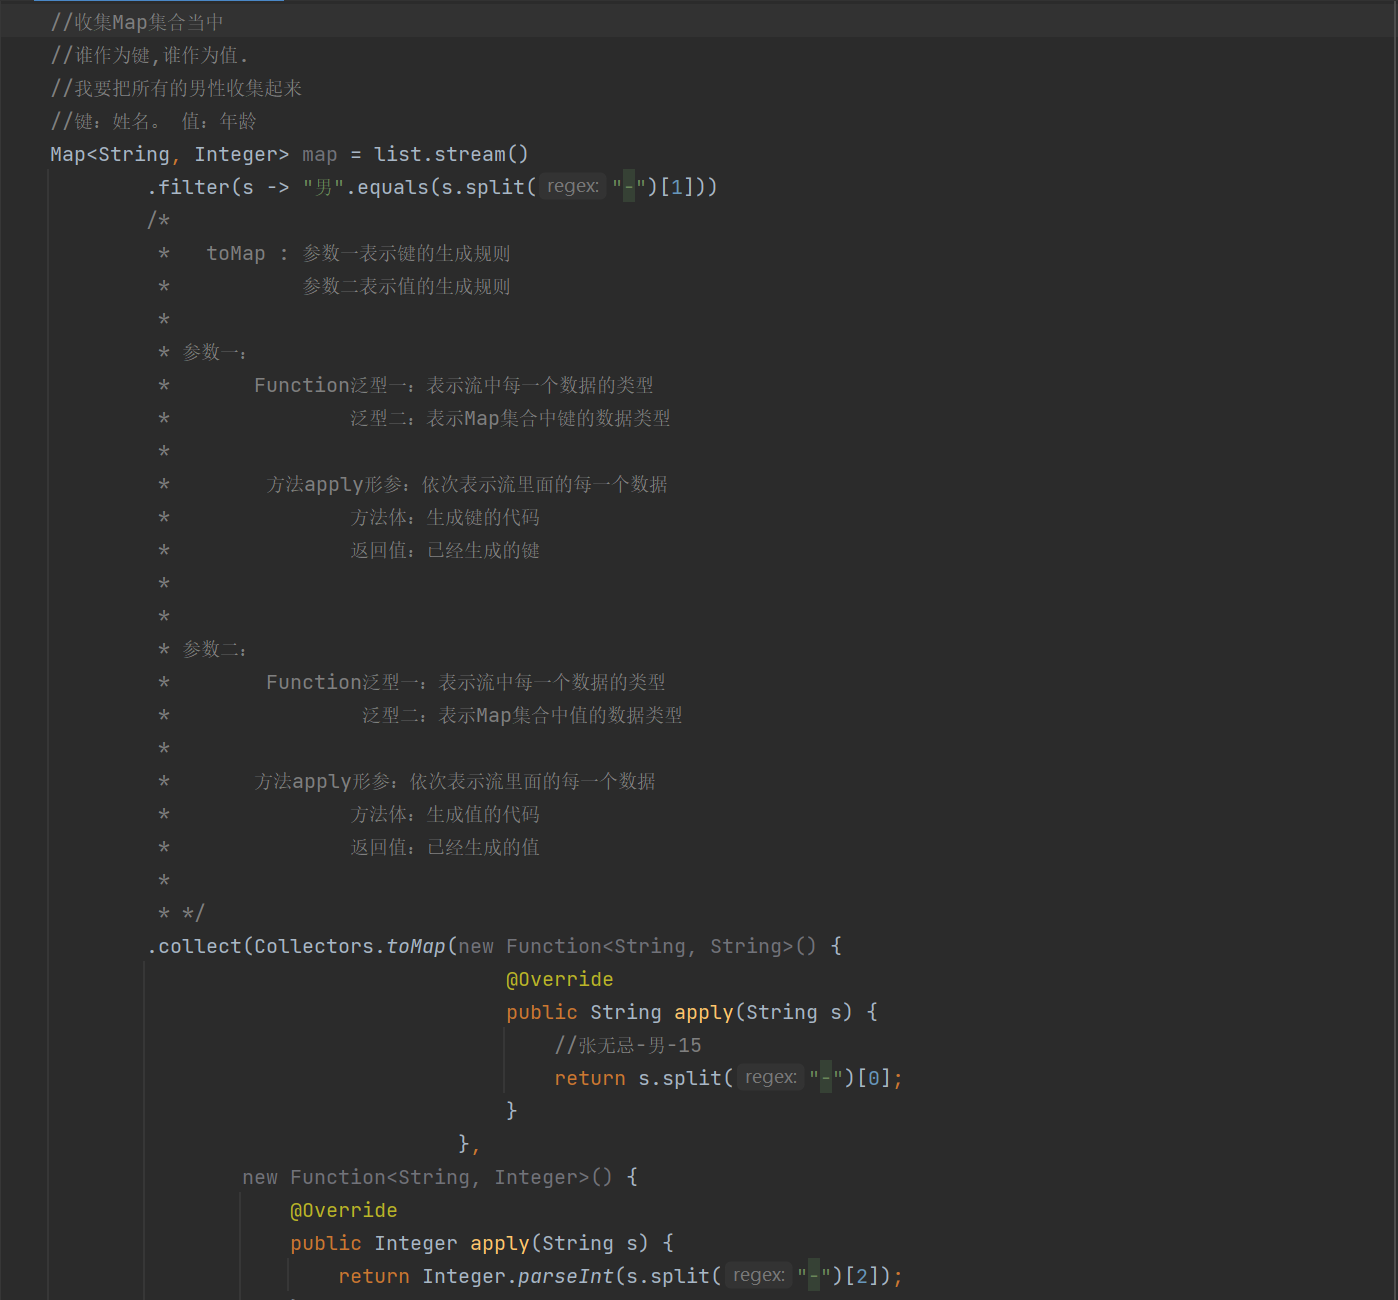 //收集Map集合当中
//谁作为键,谁作为值.
//我要把所有的男性收集起来
//键：姓名。 值：年龄
Map<String, Integer> map = list.stream()
.filter(s -> "男".equals(s.split( regex: "-")[1]))
/*
* toMap : 参数一表示键的生成规则
* 参数二表示值的生成规则
*
* 参数一：
* Function泛型一：表示流中每一个数据的类型
* 泛型二：表示Map集合中键的数据类型
*
* 方法apply形参：依次表示流里面的每一个数据
* 方法体：生成键的代码
* 返回值：已经生成的键
*
*
* 参数二：
* Function泛型一：表示流中每一个数据的类型
* 泛型二：表示Map集合中值的数据类型
*
* 方法apply形参：依次表示流里面的每一个数据
* 方法体：生成值的代码
* 返回值：已经生成的值
*
* */
.collect(Collectors.toMap(new Function<String, String>() {
@Override
public String apply(String s) {
//张无忌-男-15
return s.split( regex: "-")[0];
}
},
new Function<String, Integer>() {
@Override
public Integer apply(String s) {
return Integer.parseInt(s.split( regex: "-")[2]);